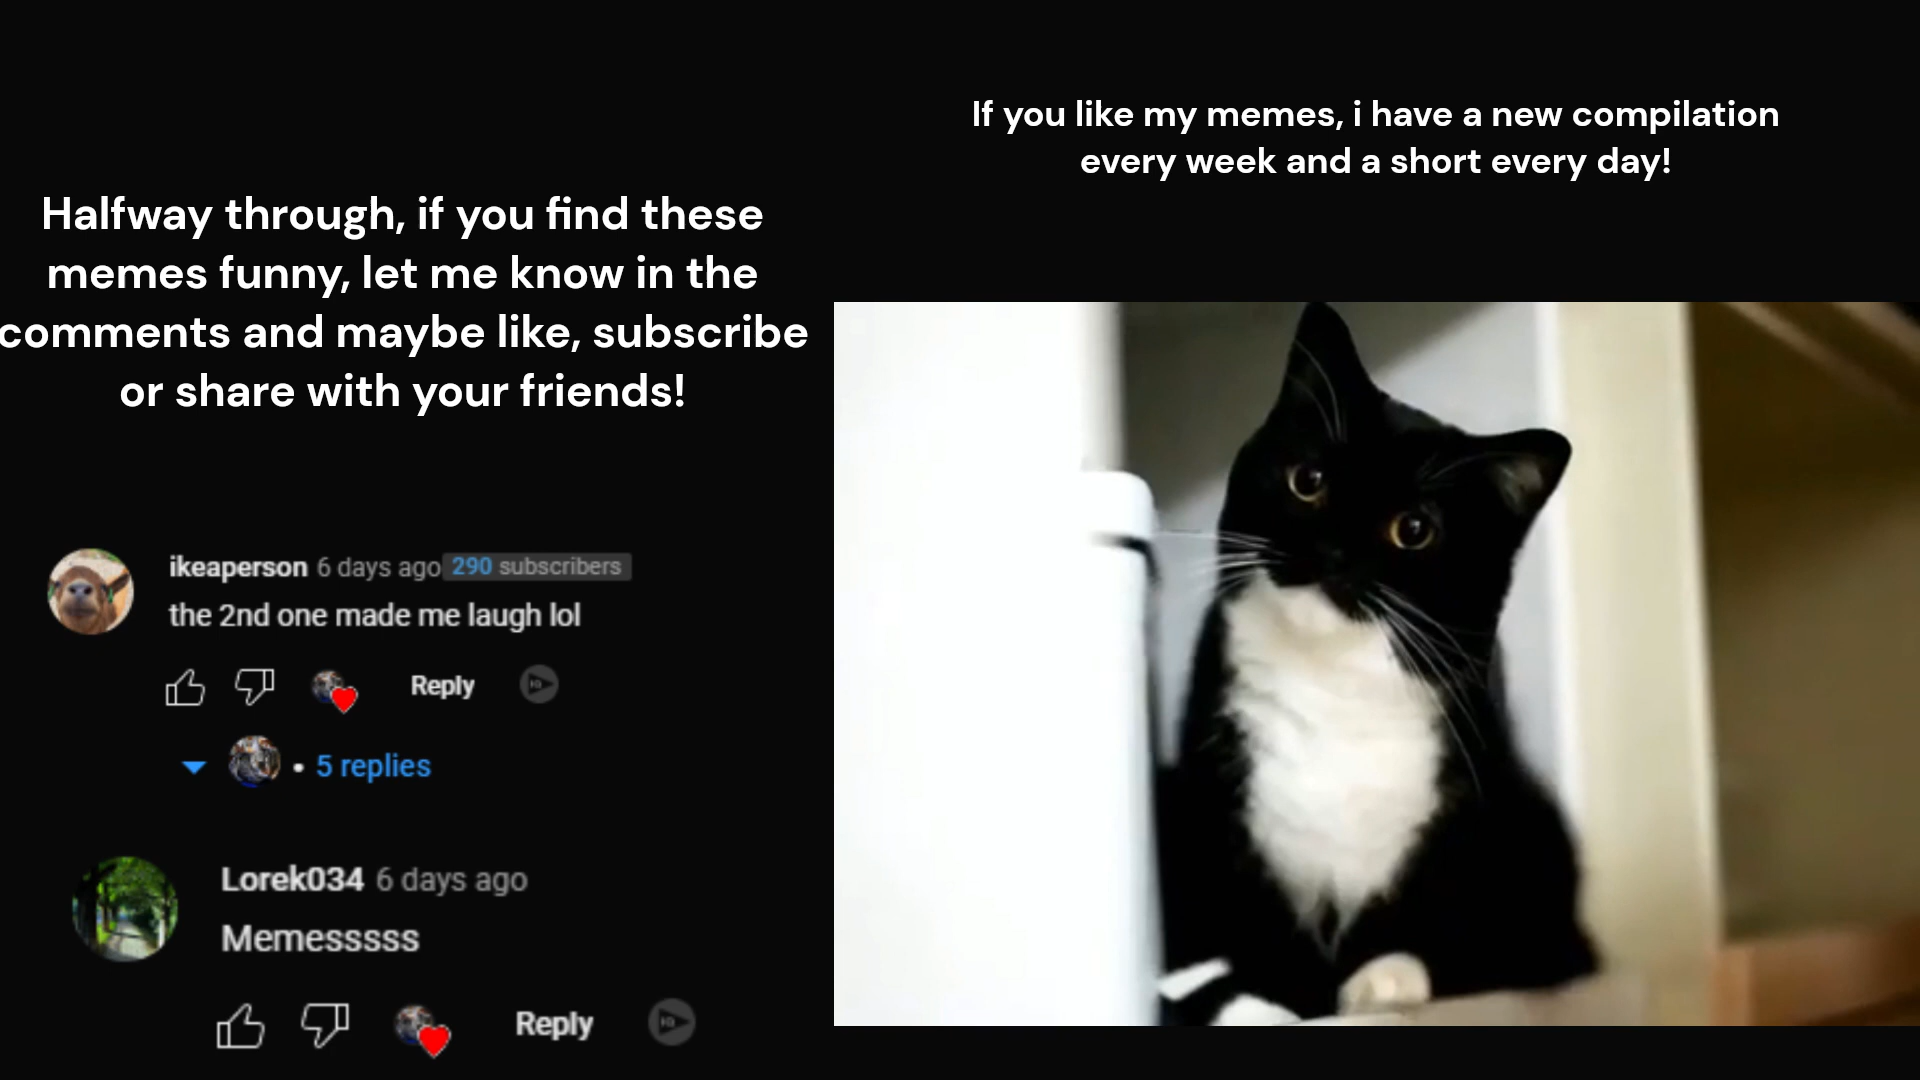 If you like my memes, i have a new compilation
every week and a short every day!
Halfway through, if you find these
memes funny, let me know in the
comments and maybe like, subscribe
or share with your friends!
ikeaperson 6 days ago 290 subscribers
the 2nd one made me laugh lol
Reply
• 5 replies
Lorek034 6 days ago
Memesssss
Reply